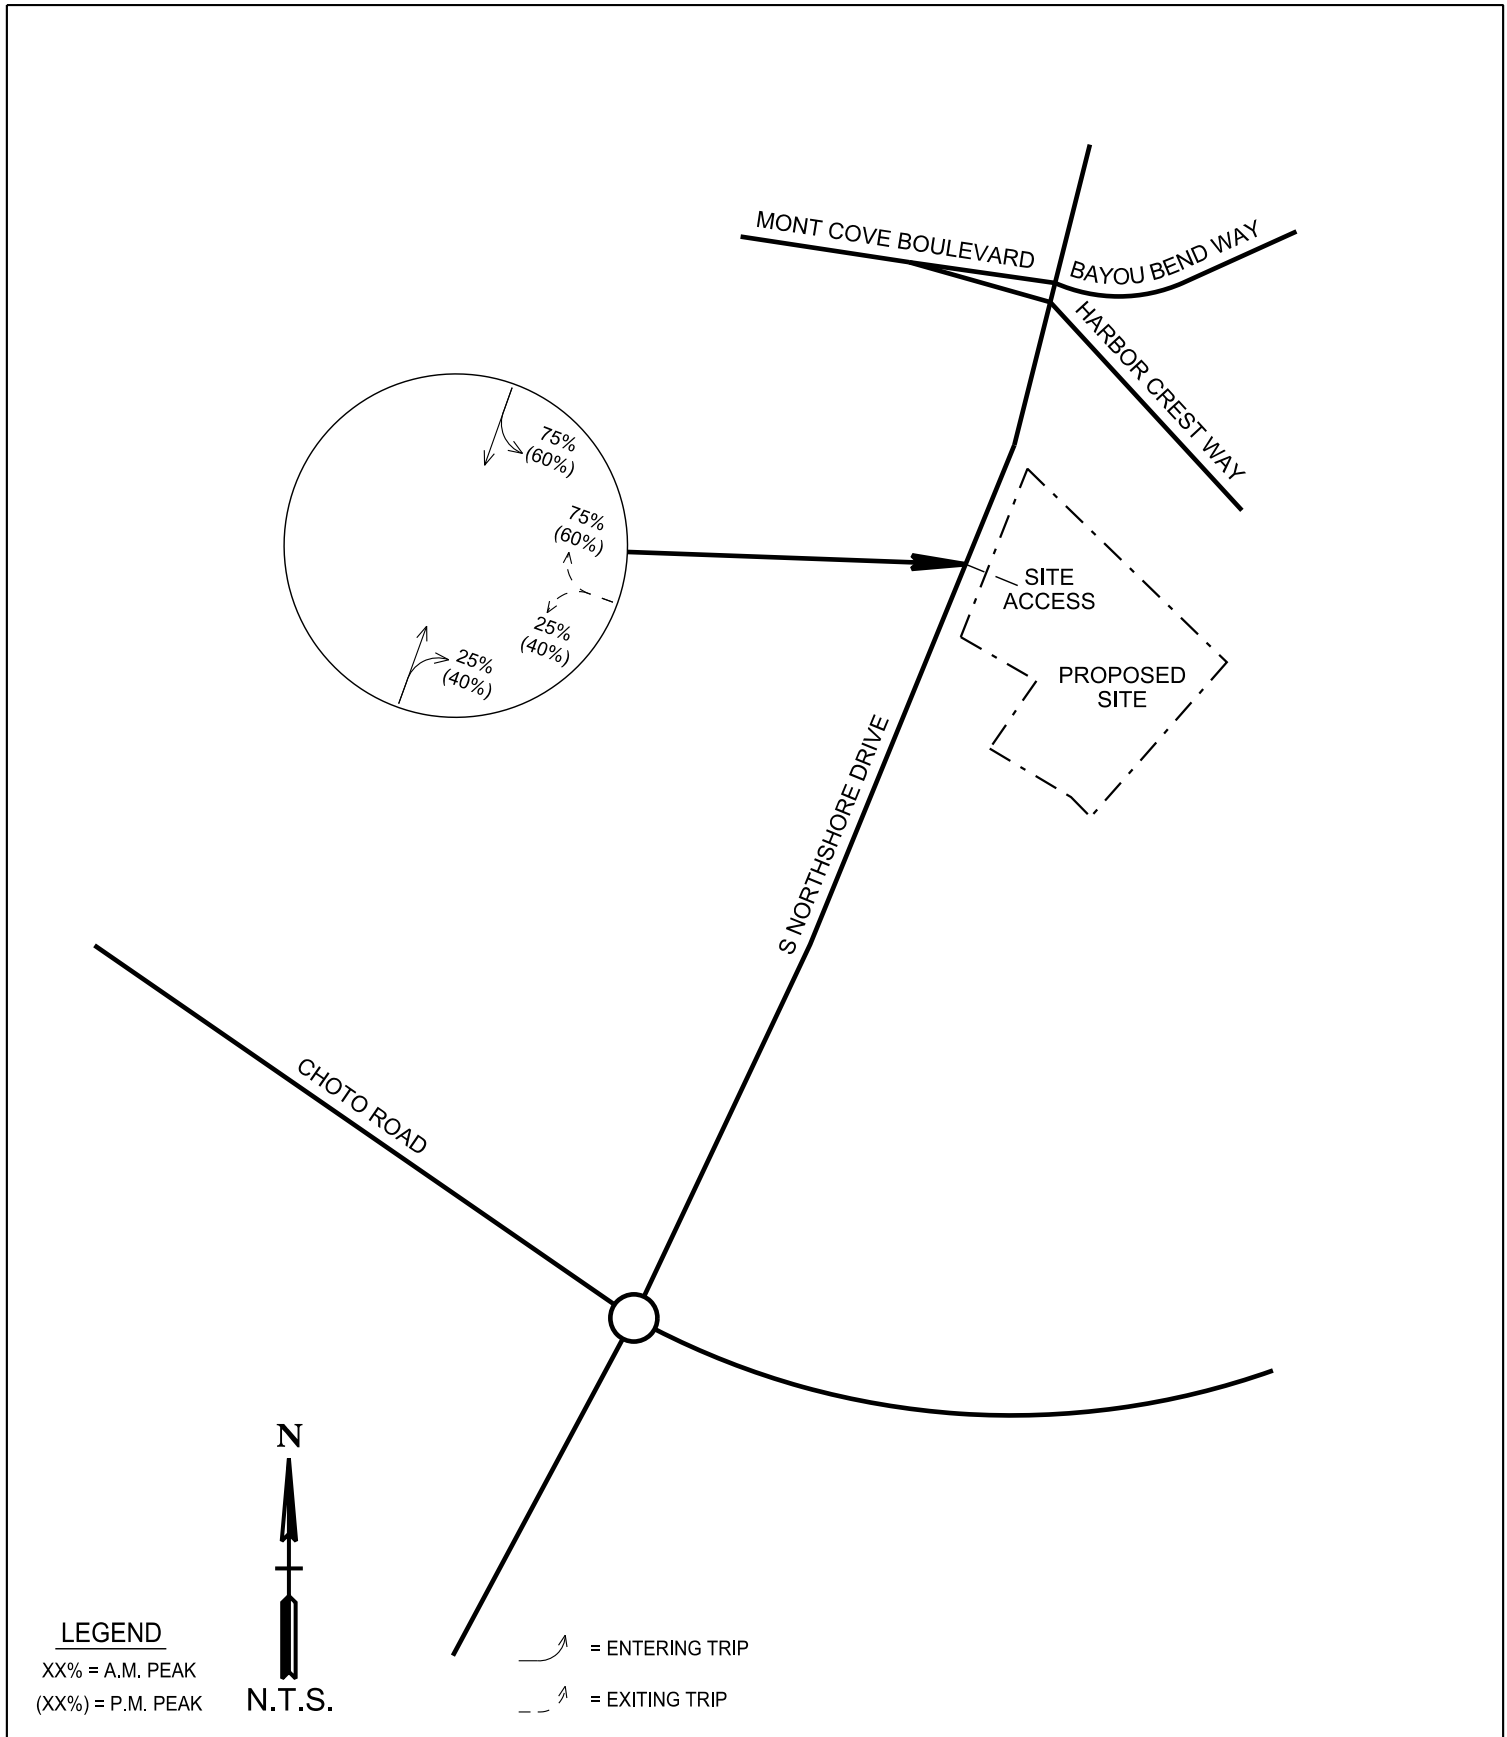 MONT COVE BOULEVARD
BAYOU BEND WAY
HARBOR CREST WAY
75%
(60%)
75%
(60%)
25%
(40%)
25%
(40%)
SITE
ACCESS
PROPOSED
SITE
S NORTHSHORE DRIVE
CHOTO ROAD
N
N.T.S.
LEGEND
XX% = A.M. PEAK
(XX%) = P.M. PEAK
= ENTERING TRIP
= EXITING TRIP